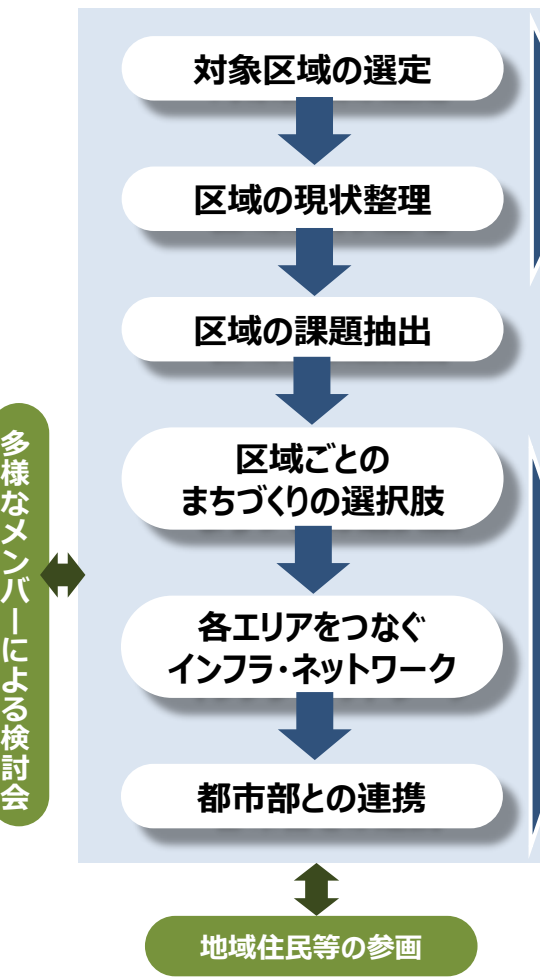 対象区域の選定
区域の現状整理
区域の課題抽出
区域ごとの
まちづくりの選択肢
各エリアをつなぐ
インフラ・ネットワーク
都市部との連携
多様なメンバーによる検討会
地域住民等の参画